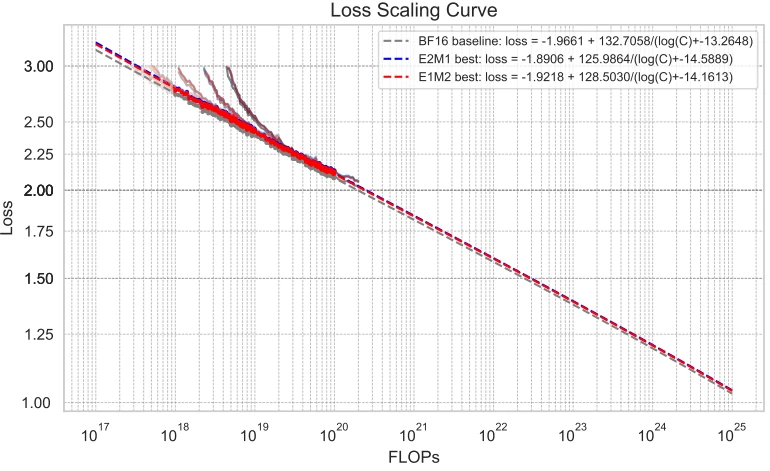 Loss Scaling Curve
BF16 baseline: loss = -1.9661 + 132.7058/(log(C)+-13.2648)
E2M1 best: loss = -1.8906 + 125.9864/(log(C)+-14.5889)
E1M2 best: loss = -1.9218 + 128.5030/(log(C)+-14.1613)
3.00
2.50
2.25
2.00
1.75
1.50
1.25
1.00
Loss
10^17 10^18 10^19 10^20 10^21 10^22 10^23 10^24 10^25
FLOPs